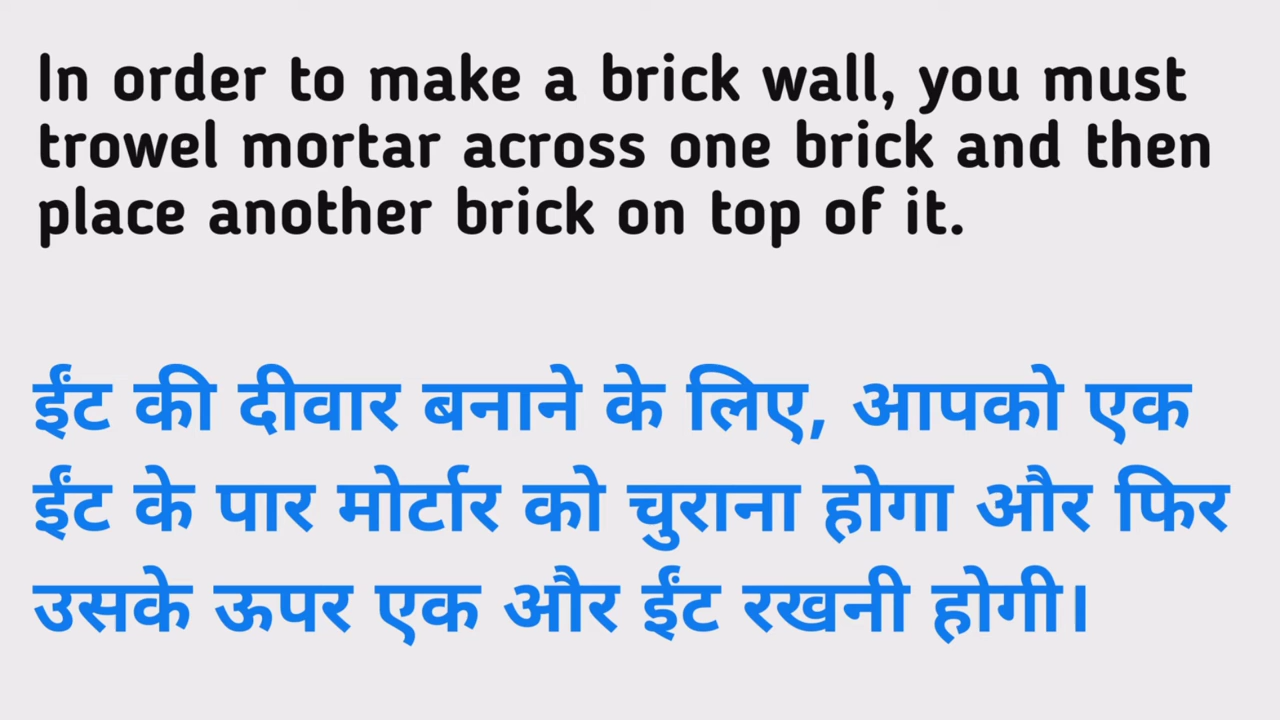 In order to make a brick wall, you must
trowel mortar across one brick and then
place another brick on top of it.
ईंट की दीवार बनाने के लिए, आपको एक
ईंट के पार मोर्टार को चुराना होगा और फिर
उसके ऊपर एक और ईंट रखनी होगी।